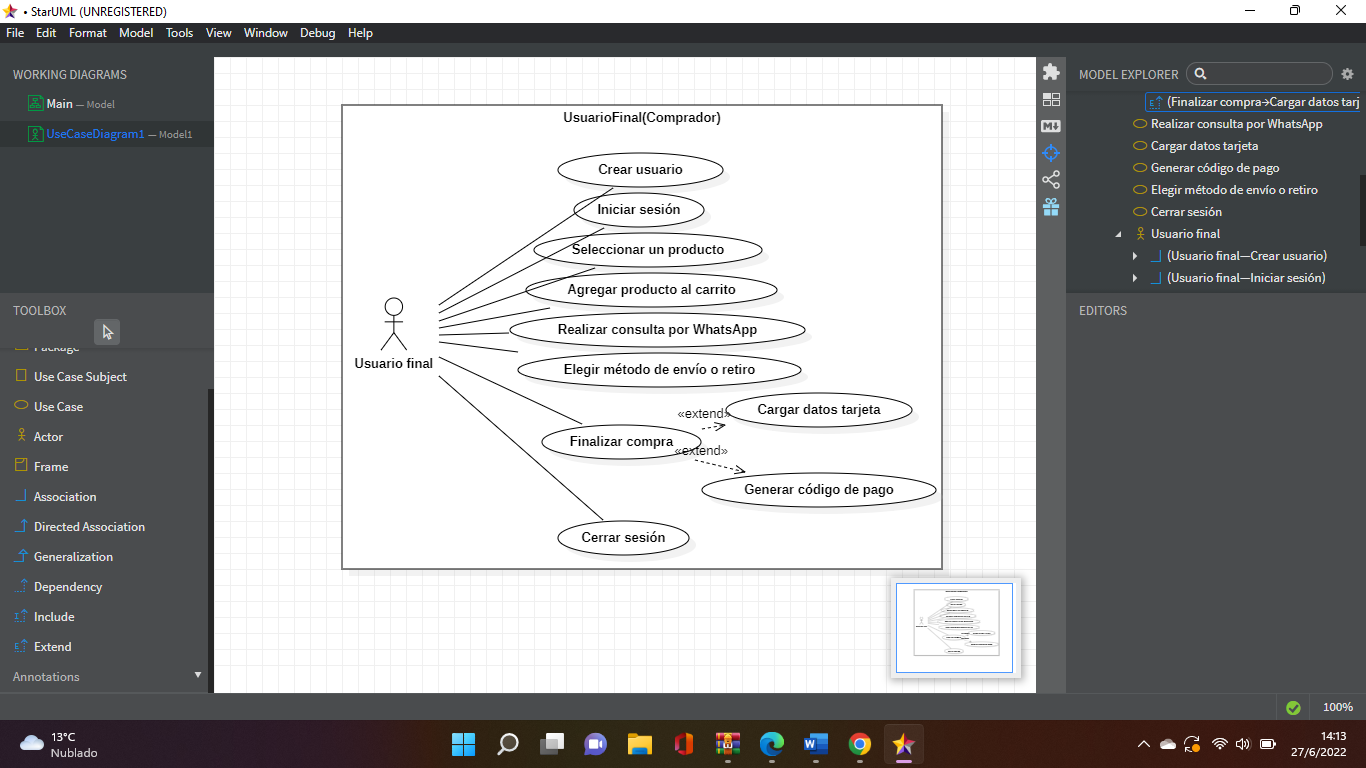 • StarUML (UNREGISTERED)
File Edit Format Model Tools View Window Debug Help
WORKING DIAGRAMS
Main — Model
UseCaseDiagram1 — Model1
TOOLBOX
Package
Use Case Subject
Use Case
Actor
Frame
Association
Directed Association
Generalization
Dependency
Include
Extend
Annotations
UsuarioFinal(Comprador)
Crear usuario
Iniciar sesión
Seleccionar un producto
Agregar producto al carrito
Realizar consulta por WhatsApp
Usuario final
Elegir método de envío o retiro
«extend»
Cargar datos tarjeta
Finalizar compra
«extend»
Generar código de pago
Cerrar sesión
MODEL EXPLORER
(Finalizar compra→Cargar datos tarj
Realizar consulta por WhatsApp
Cargar datos tarjeta
Generar código de pago
Elegir método de envío o retiro
Cerrar sesión
Usuario final
(Usuario final—Crear usuario)
(Usuario final—Iniciar sesión)
EDITORS
100%
13°C
Nublado
14:13
27/6/2022